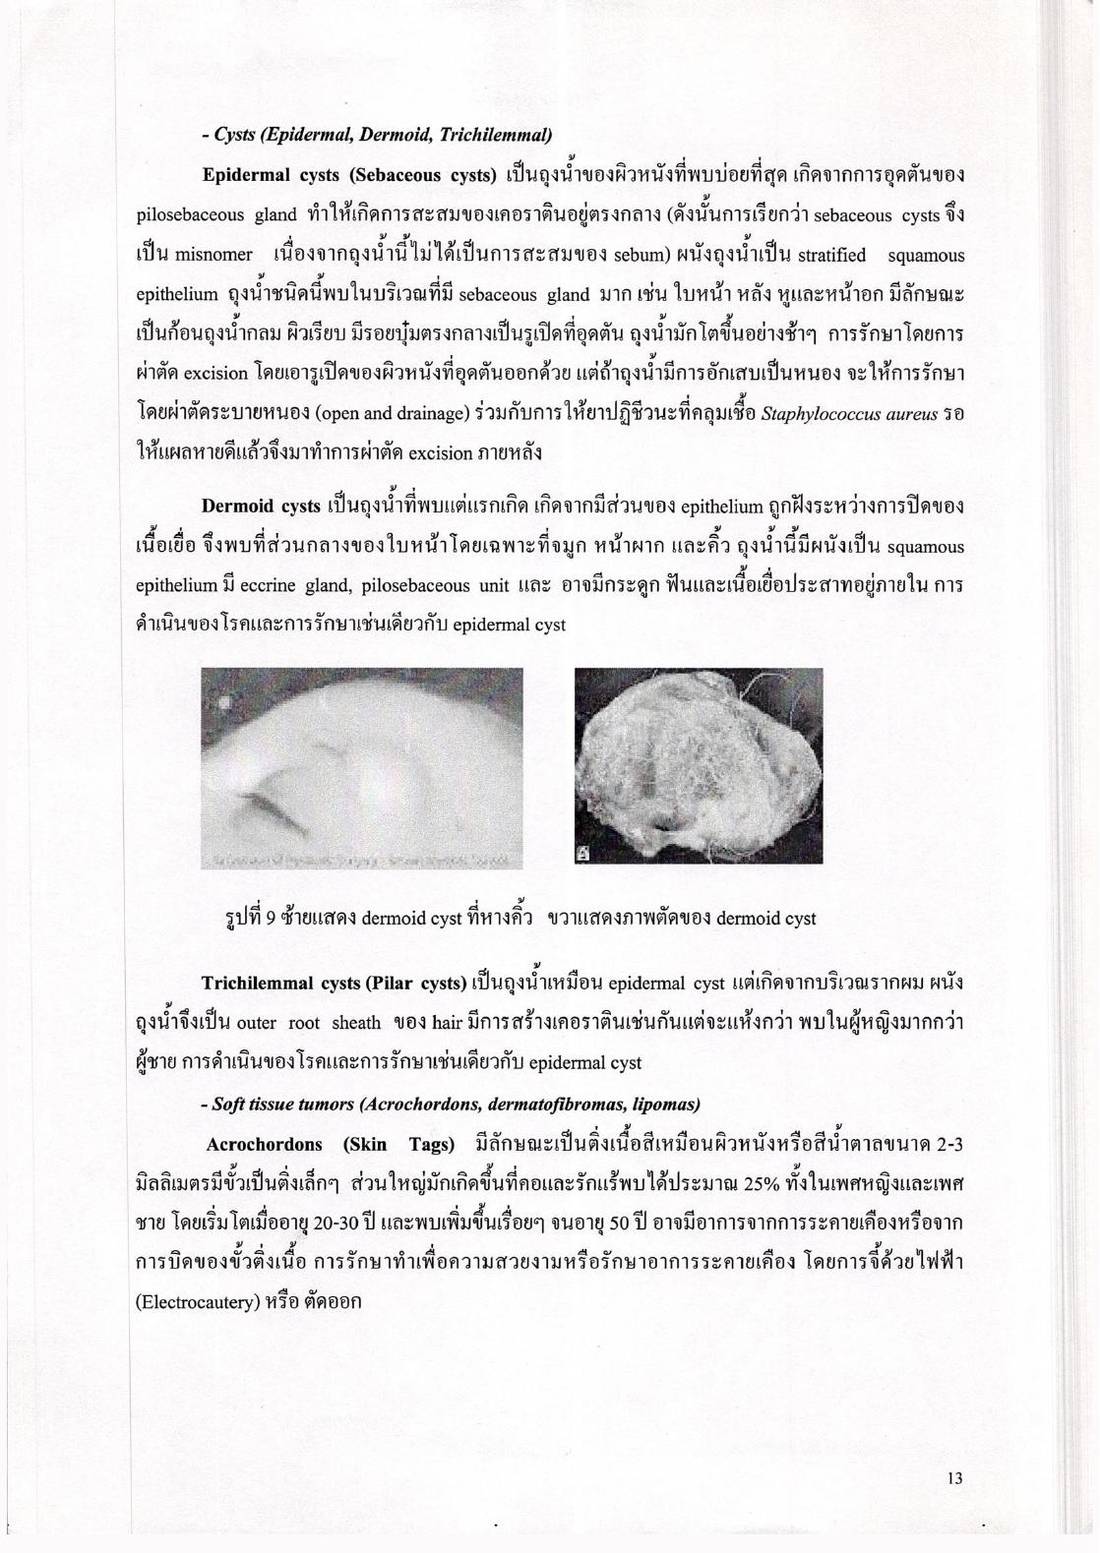 - Cysts (Epidermal, Dermoid, Trichilemmal)
Epidermal cysts (Sebaceous cysts) เป็นถุงน้ำของผิวหนังที่พบบ่อยที่สุด เกิดจากการอุดตันของ
pilosebaceous gland ทำให้เกิดการสะสมของเคอราตินอยู่ตรงกลาง (ดังนั้นการเรียกว่า sebaceous cysts จึง
เป็น misnomer เนื่องจากถุงน้ำนี้ไม่ได้เป็นการสะสมของ sebum) ผนังถุงน้ำเป็น stratified squamous
epithelium ถุงน้ำชนิดนี้พบในบริเวณที่มี sebaceous gland มาก เช่น ใบหน้า หลัง หูและหน้าอก มีลักษณะ
เป็นก้อนถุงน้ำกลม ผิวเรียบ มีรอยบุ๋มตรงกลางเป็นรูเปิดที่อุดตัน ถุงน้ำมักโตขึ้นอย่างช้าๆ การรักษาโดยการ
ผ่าตัด excision โดยเอารูเปิดของผิวหนังที่อุดตันออกด้วย แต่ถ้าถุงน้ำมีการอักเสบเป็นหนอง จะให้การรักษา
โดยผ่าตัดระบายหนอง (open and drainage) ร่วมกับการให้ยาปฏิชีวนะที่คลุมเชื้อ Staphylococcus aureus รอ
ให้แผลหายดีแล้วจึงมาทำการผ่าตัด excision ภายหลัง
Dermoid cysts เป็นถุงน้ำที่พบแต่แรกเกิด เกิดจากมีส่วนของ epithelium ถูกฝังระหว่างการปิดของ
เนื้อเยื่อ จึงพบที่ส่วนกลางของใบหน้าโดยเฉพาะที่จมูก หน้าผาก และคิ้ว ถุงน้ำนี้มีผนังเป็น squamous
epithelium มี eccrine gland, pilosebaceous unit และ อาจมีกระดูก ฟันและเนื้อเยื่อประสาทอยู่ภายใน การ
ดำเนินของโรคและการรักษาเช่นเดียวกับ epidermal cyst
รูปที่ 9 ซ้ายแสดง dermoid cyst ที่หางคิ้ว ขวาแสดงภาพตัดของ dermoid cyst
Trichilemmal cysts (Pilar cysts) เป็นถุงน้ำเหมือน epidermal cyst แต่เกิดจากบริเวณรากผม ผนัง
ถุงน้ำจึงเป็น outer root sheath ของ hair มีการสร้างเคอราตินเช่นกันแต่จะแห้งกว่า พบในผู้หญิงมากกว่า
ผู้ชาย การดำเนินของโรคและการรักษาเช่นเดียวกับ epidermal cyst
- Soft tissue tumors (Acrochordons, dermatofibromas, lipomas)
Acrochordons (Skin Tags) มีลักษณะเป็นติ่งเนื้อสีเหมือนผิวหนังหรือสีน้ำตาลขนาด 2-3
มิลลิเมตรมีขั้วเป็นติ่งเล็กๆ ส่วนใหญ่มักเกิดขึ้นที่คอและรักแร้พบได้ประมาณ 25% ทั้งในเพศหญิงและเพศ
ชาย โดยเริ่มโตเมื่ออายุ 20-30 ปี และพบเพิ่มขึ้นเรื่อยๆ จนอายุ 50 ปี อาจมีอาการจากการระคายเคืองหรือจาก
การบิดของขั้วติ่งเนื้อ การรักษาทำเพื่อความสวยงามหรือรักษาอาการระคายเคือง โดยการจี้ด้วยไฟฟ้า
(Electrocautery) หรือ ตัดออก
13